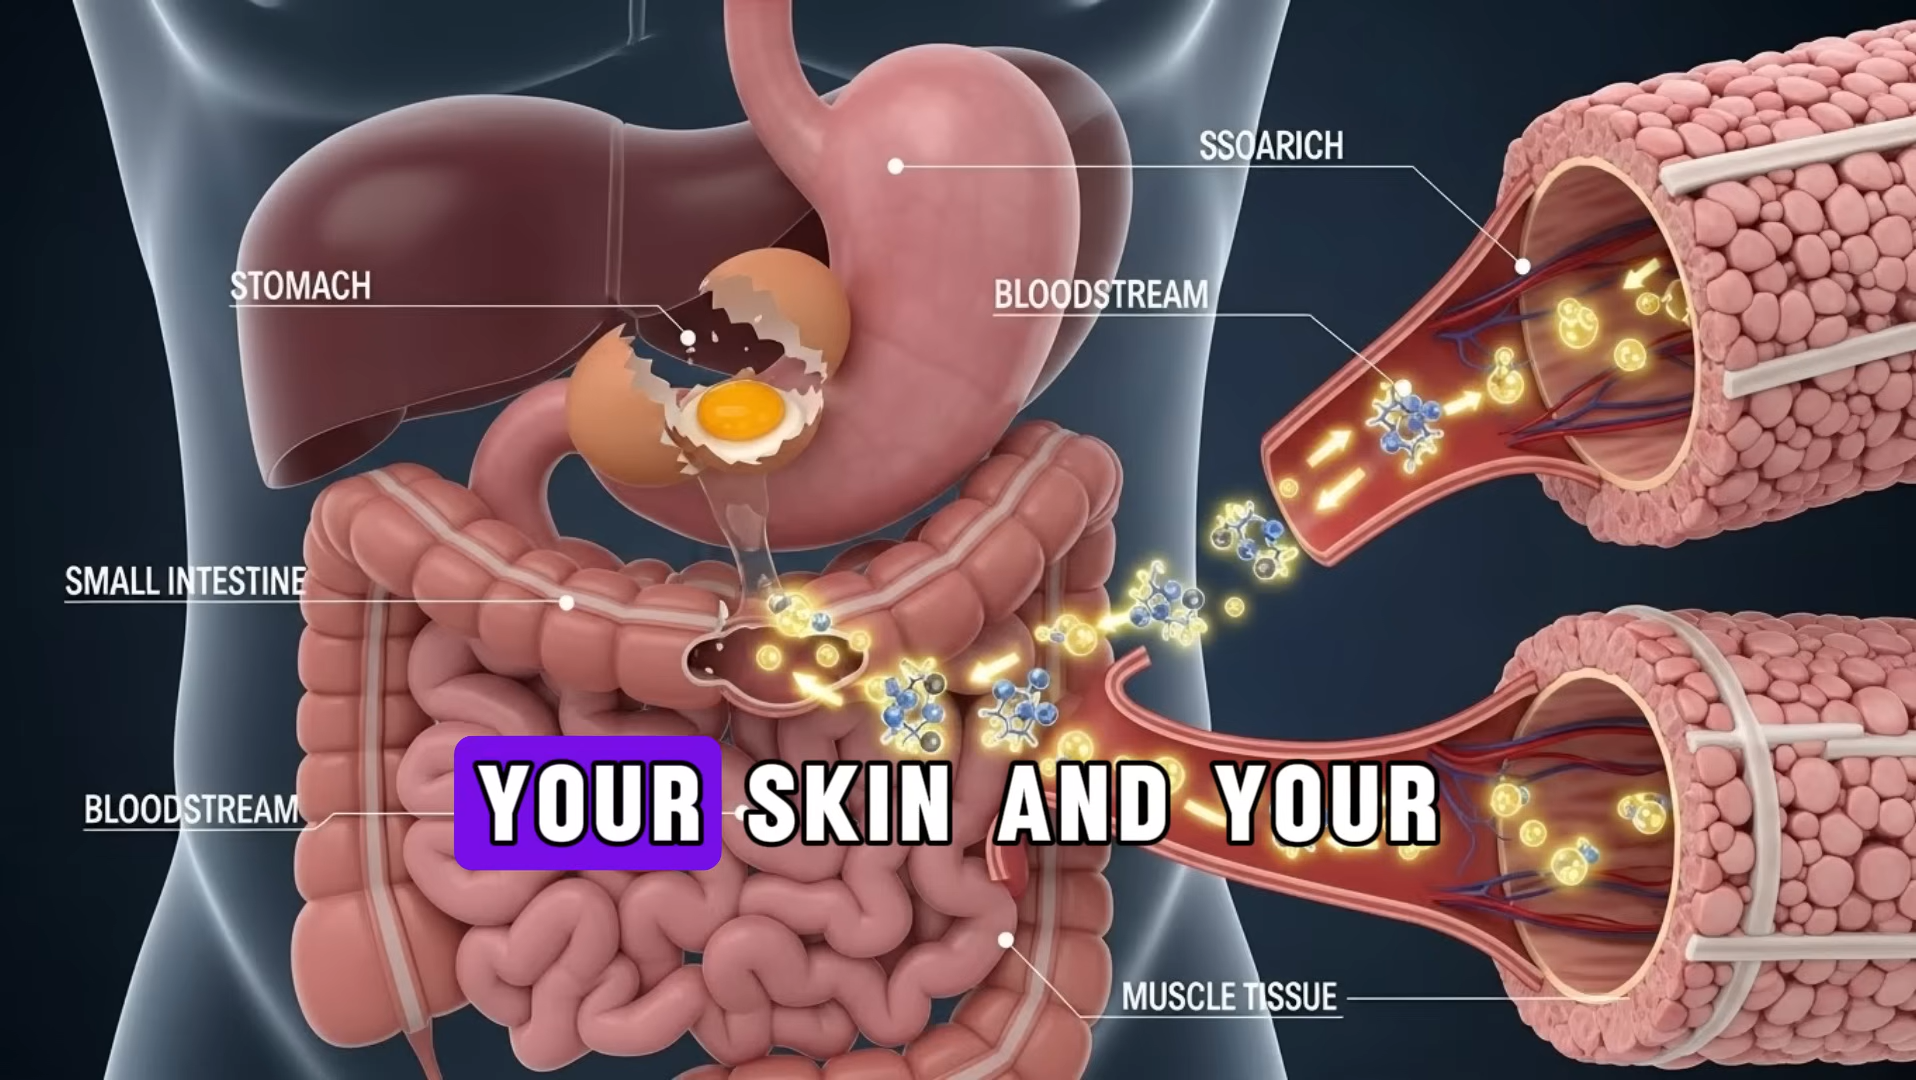 SSOARICH
STOMACH
BLOODSTREAM
SMALL INTESTINE
BLOODSTREAM
YOUR SKIN AND YOUR
MUSCLE TISSUE